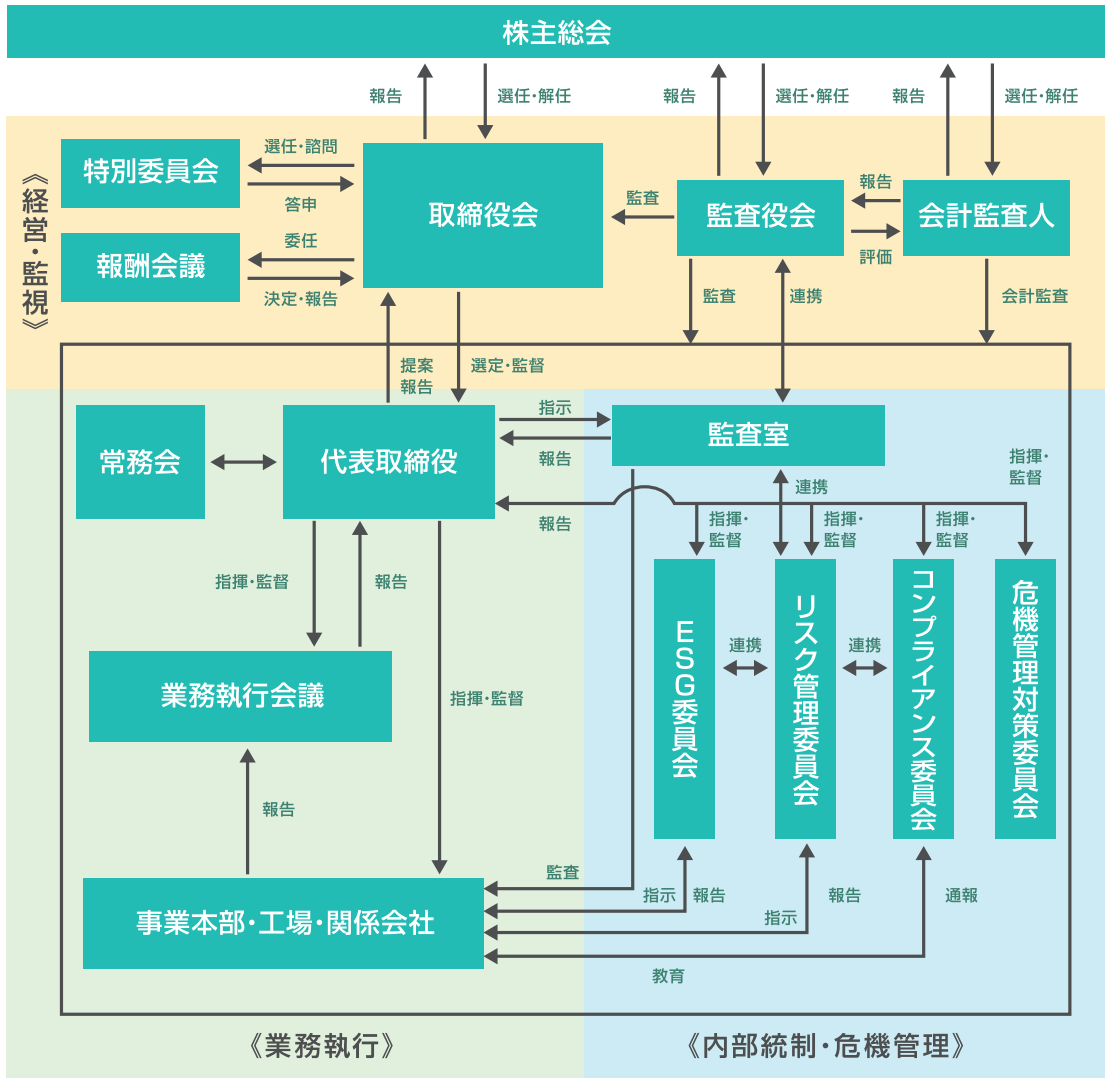 株主総会
報告
選任・解任
報告
選任・解任
報告
選任・解任
《経営・監視》
特別委員会
選任・諮問
答申
報酬会議
委任
決定・報告
取締役会
監査
監査役会
報告
評価
会計監査人
監査
連携
会計監査
提案
報告
選定・監督
常務会
代表取締役
指示
報告
監査室
連携
報告
指揮・
監督
指揮・
監督
指揮・
監督
指揮・
監督
指揮・監督
報告
業務執行会議
指揮・監督
報告
ESG委員会
連携
リスク管理委員会
連携
コンプライアンス委員会
危機管理対策委員会
事業本部・工場・関係会社
監査
指示
報告
指示
報告
教育
通報
《業務執行》
《内部統制・危機管理》